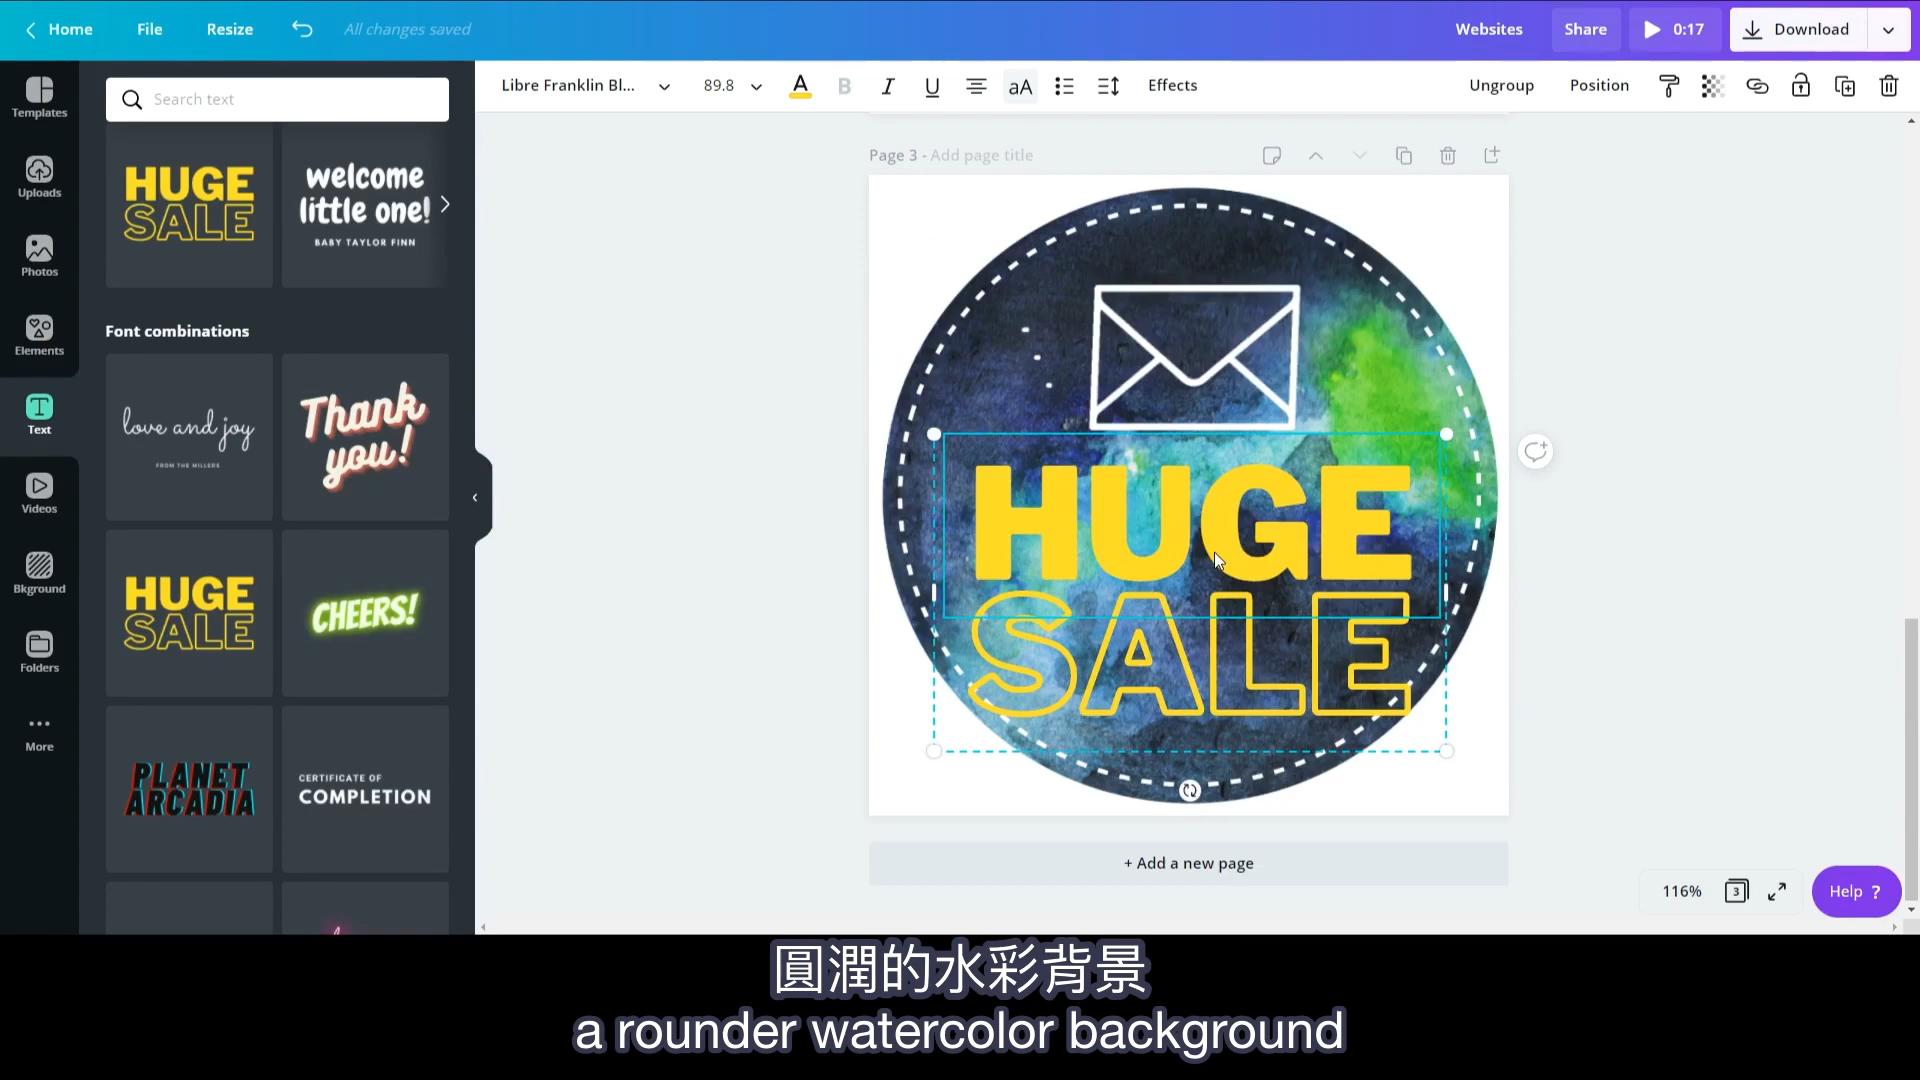 Home File Resize All changes saved Websites Share 0:17 Download
Search text
Libre Franklin Bl... 89.8 A B I U aA Effects Ungroup Position
Templates
Uploads
Photos
Elements
Text
Videos
Bkground
Folders
More
HUGE
SALE
welcome
little one!
BABY TAYLOR FINN
Font combinations
love and joy
FROM THE MILLERS
Thank
you!
HUGE
SALE
CHEERS!
PLANET
ARCADIA
CERTIFICATE OF
COMPLETION
Page 3 - Add page title
HUGE
SALE
+ Add a new page
116% 3 Help ?
圓潤的水彩背景
a rounder watercolor background